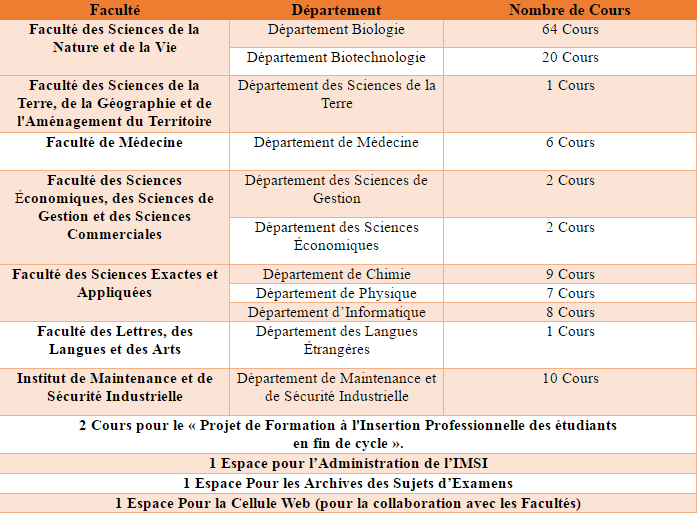 Faculté Département Nombre de Cours
Faculté des Sciences de la
Nature et de la Vie
Département Biologie 64 Cours
Département Biotechnologie 20 Cours
Faculté des Sciences de la
Terre, de la Géographie et de
l'Aménagement du Territoire
Département des Sciences de la
Terre
1 Cours
Faculté de Médecine Département de Médecine 6 Cours
Faculté des Sciences
Économiques, des Sciences de
Gestion et des Sciences
Commerciales
Département des Sciences de
Gestion
2 Cours
Département des Sciences
Économiques
2 Cours
Faculté des Sciences Exactes et
Appliquées
Département de Chimie 9 Cours
Département de Physique 7 Cours
Département d’Informatique 8 Cours
Faculté des Lettres, des
Langues et des Arts
Département des Langues
Étrangères
1 Cours
Institut de Maintenance et de
Sécurité Industrielle
Département de Maintenance et
de Sécurité Industrielle
10 Cours
2 Cours pour le « Projet de Formation à l'Insertion Professionnelle des étudiants
en fin de cycle ».
1 Espace pour l’Administration de l’IMSI
1 Espace Pour les Archives des Sujets d’Examens
1 Espace Pour la Cellule Web (pour la collaboration avec les Facultés)